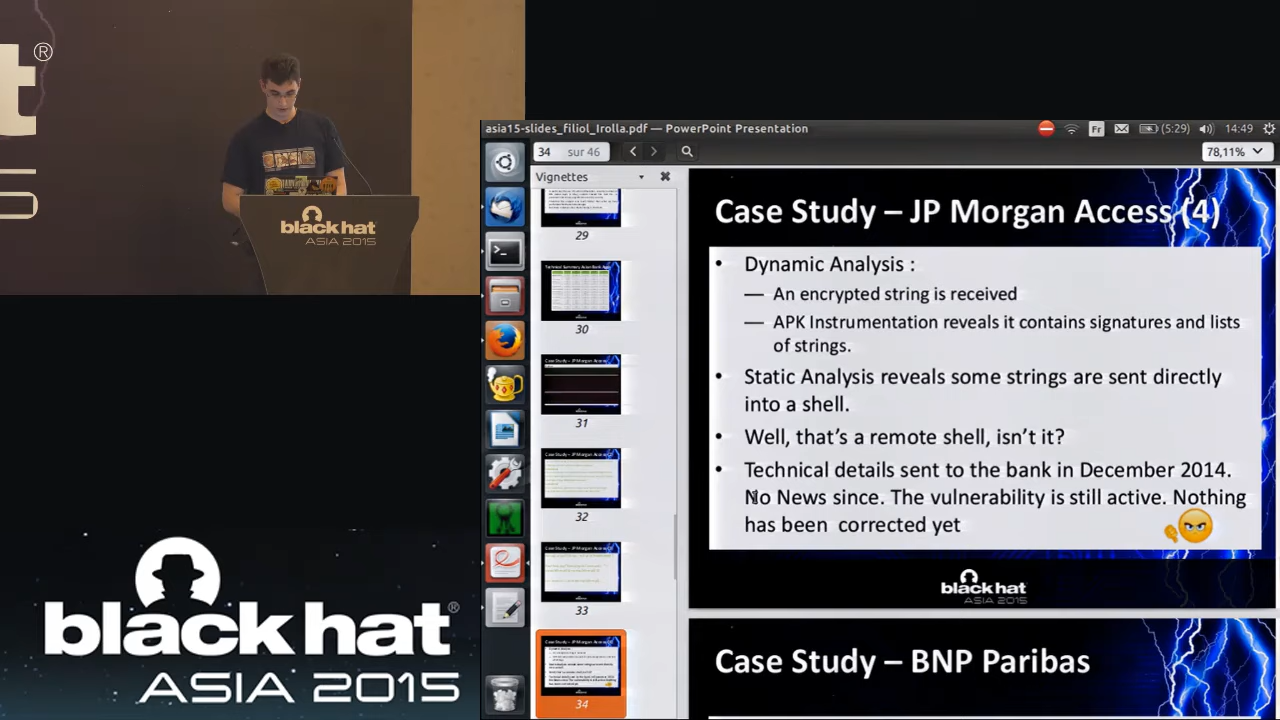 t®
black hat
ASIA 2015
asia15-slides_filiol_Irolla.pdf — PowerPoint Presentation
Fr
(5:29)
14:49
34 sur 46
78,11%
Vignettes
29
30
31
32
33
34
Case Study – JP Morgan Access (4)
• Dynamic Analysis :
— An encrypted string is received
— APK Instrumentation reveals it contains signatures and lists
of strings.
• Static Analysis reveals some strings are sent directly
into a shell.
• Well, that's a remote shell, isn't it?
• Technical details sent to the bank in December 2014.
No News since. The vulnerability is still active. Nothing
has been corrected yet
black hat
ASIA 2015
Case Study – BNP Paribas
black hat®
ASIA 2015